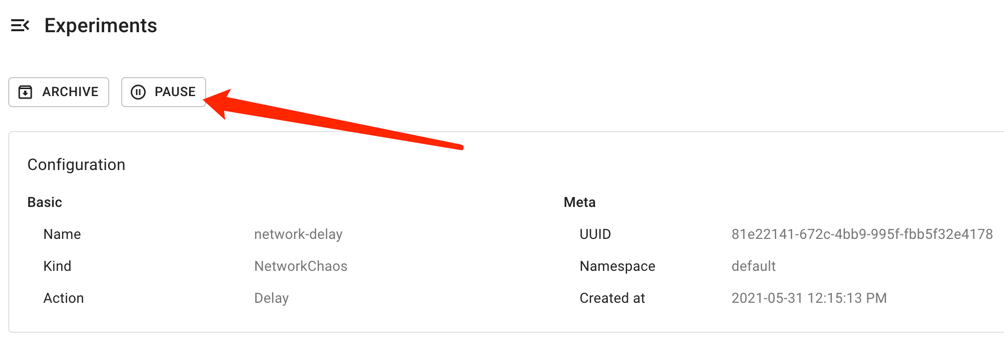 Experiments
ARCHIVE PAUSE
Configuration
Basic Meta
Name network-delay UUID 81e22141-672c-4bb9-995f-fbb5f32e4178
Kind NetworkChaos Namespace default
Action Delay Created at 2021-05-31 12:15:13 PM